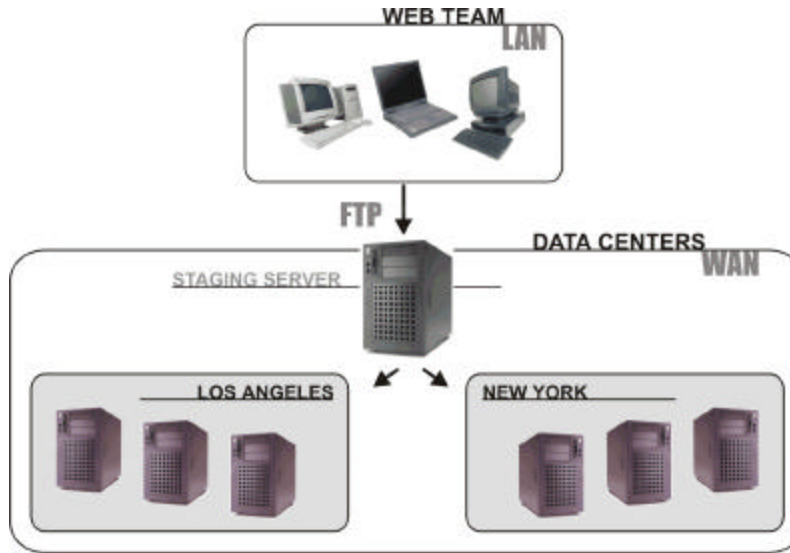 WEB TEAM
LAN
FTP
DATA CENTERS
WAN
STAGING SERVER
LOS ANGELES
NEW YORK